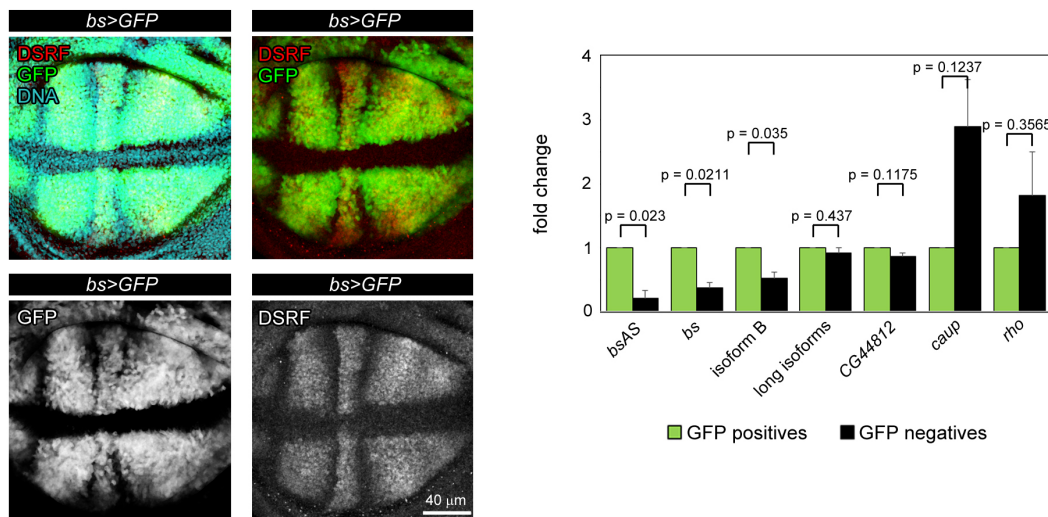 bs>GFP
DSRF
GFP
DNA
bs>GFP
DSRF
GFP
bs>GFP
GFP
bs>GFP
DSRF
40 μm
fold change
4
3
2
1
0
p = 0.023
p = 0.0211
p = 0.035
p = 0.437
p = 0.1175
p = 0.1237
p = 0.3565
bsAS
bs
isoform B
long isoforms
CG44812
caup
rho
GFP positives
GFP negatives